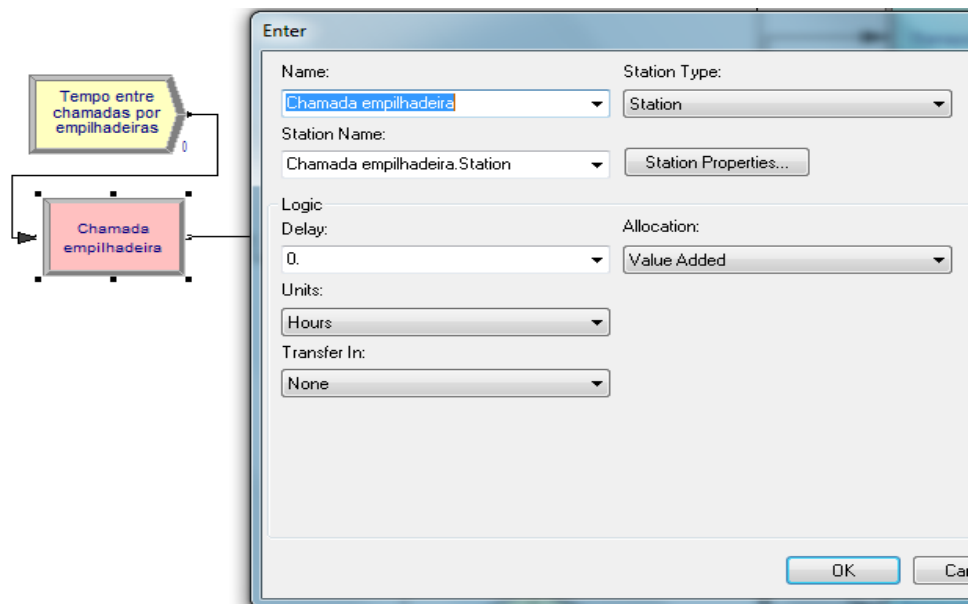 Enter
Tempo entre
chamadas por
empilhadeiras
0
Chamada
empilhadeira
Name:
Station Type:
Chamada empilhadeira
Station
Station Name:
Chamada empilhadeira.Station
Station Properties...
Logic
Delay:
Allocation:
0.
Value Added
Units:
Hours
Transfer In:
None
OK
Ca